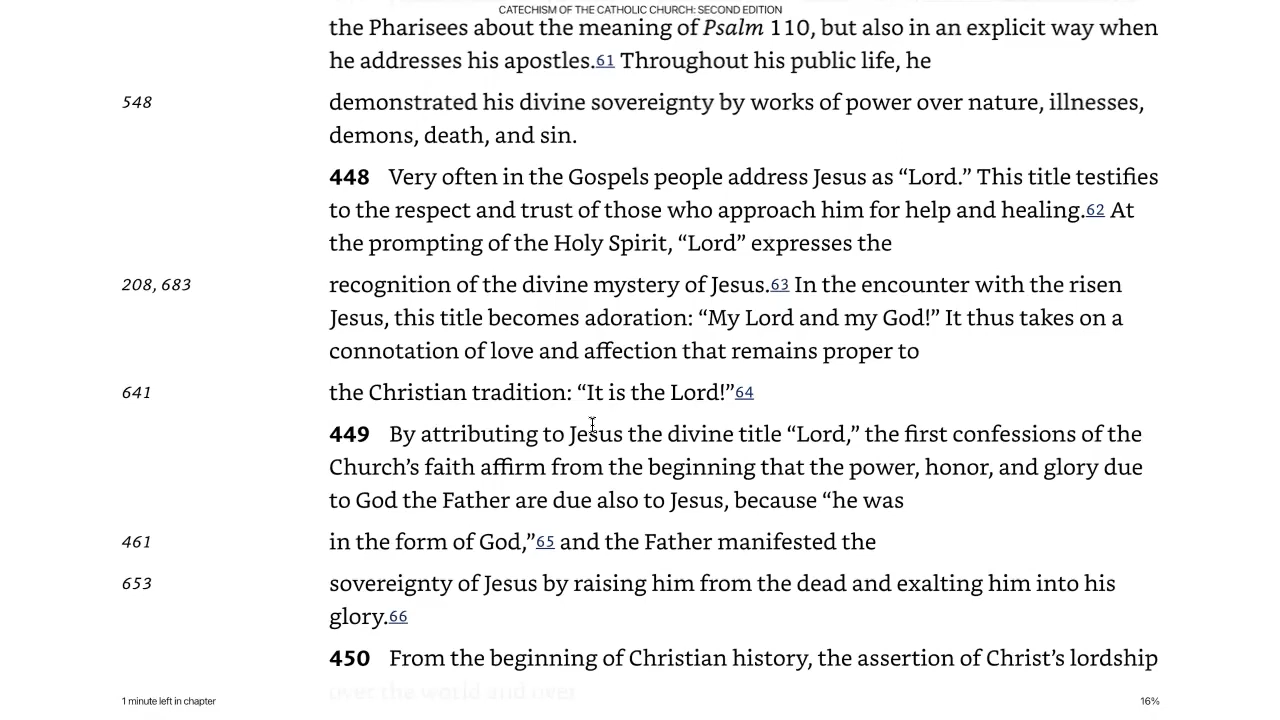 CATECHISM OF THE CATHOLIC CHURCH: SECOND EDITION
the Pharisees about the meaning of Psalm 110, but also in an explicit way when
he addresses his apostles.61 Throughout his public life, he
548 demonstrated his divine sovereignty by works of power over nature, illnesses,
demons, death, and sin.
448 Very often in the Gospels people address Jesus as “Lord.” This title testifies
to the respect and trust of those who approach him for help and healing.62 At
the prompting of the Holy Spirit, “Lord” expresses the
208, 683 recognition of the divine mystery of Jesus.63 In the encounter with the risen
Jesus, this title becomes adoration: “My Lord and my God!” It thus takes on a
connotation of love and affection that remains proper to
641 the Christian tradition: “It is the Lord!”64
449 By attributing to Jesus the divine title “Lord,” the first confessions of the
Church’s faith affirm from the beginning that the power, honor, and glory due
to God the Father are due also to Jesus, because “he was
461 in the form of God,”65 and the Father manifested the
653 sovereignty of Jesus by raising him from the dead and exalting him into his
glory.66
450 From the beginning of Christian history, the assertion of Christ’s lordship
over the world and over
1 minute left in chapter
16%